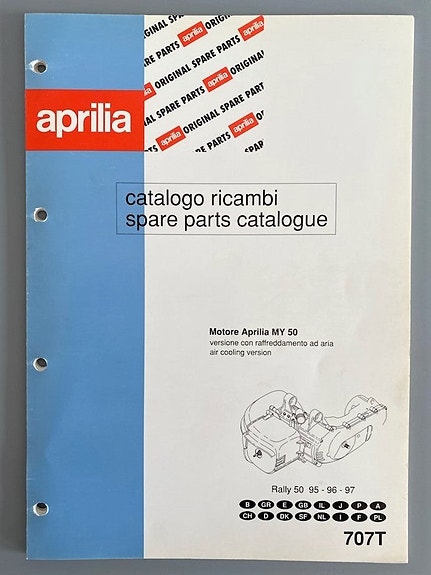 ORIGINAL SPARE PARTS aprilia
aprilia
catalogo ricambi
spare parts catalogue
Motore Aprilia MY 50
versione con raffreddamento ad aria
air cooling version
Rally 50 95 - 96 - 97
B GR E GB IL J P A
CH D DK SF NL I F PL
707T